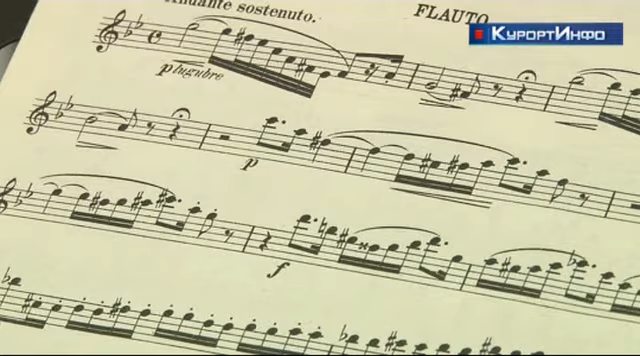 Andante sostenuto.
FLAUTO
КурортИнфо
p lugubre
p
f